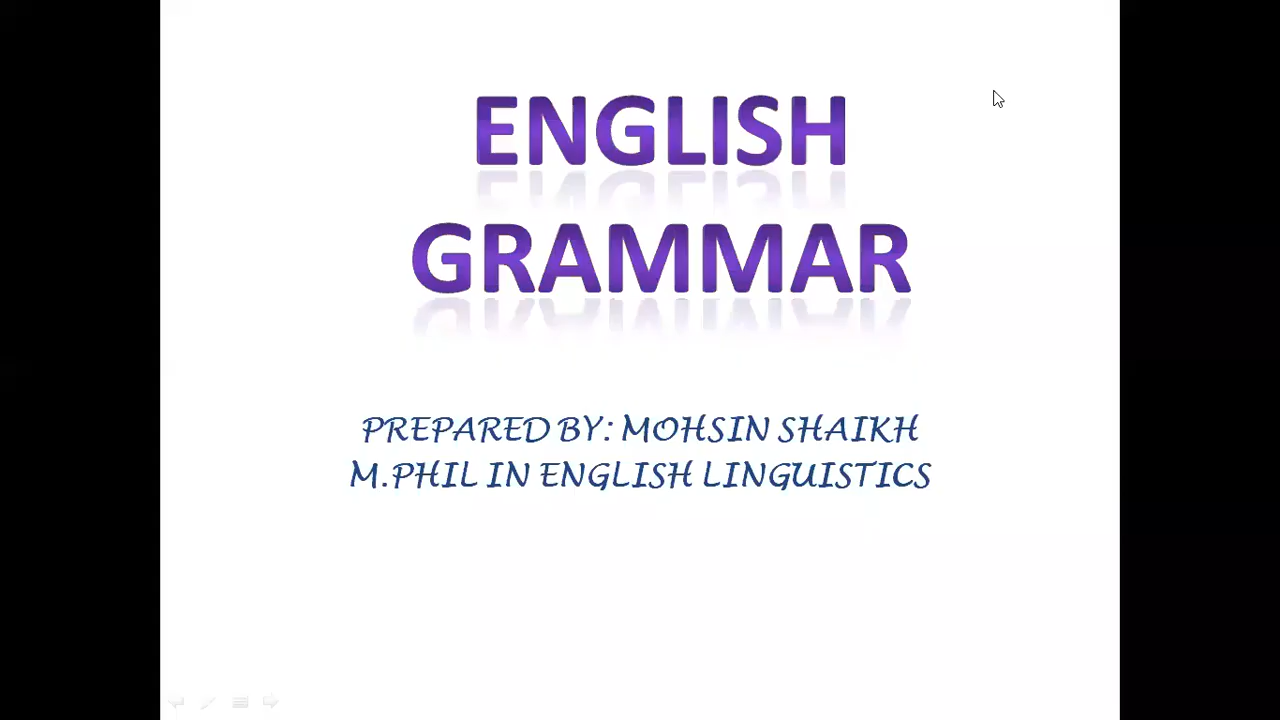 ENGLISH
GRAMMAR
PREPARED BY: MOHSIN SHAIKH
M.PHIL IN ENGLISH LINGUISTICS